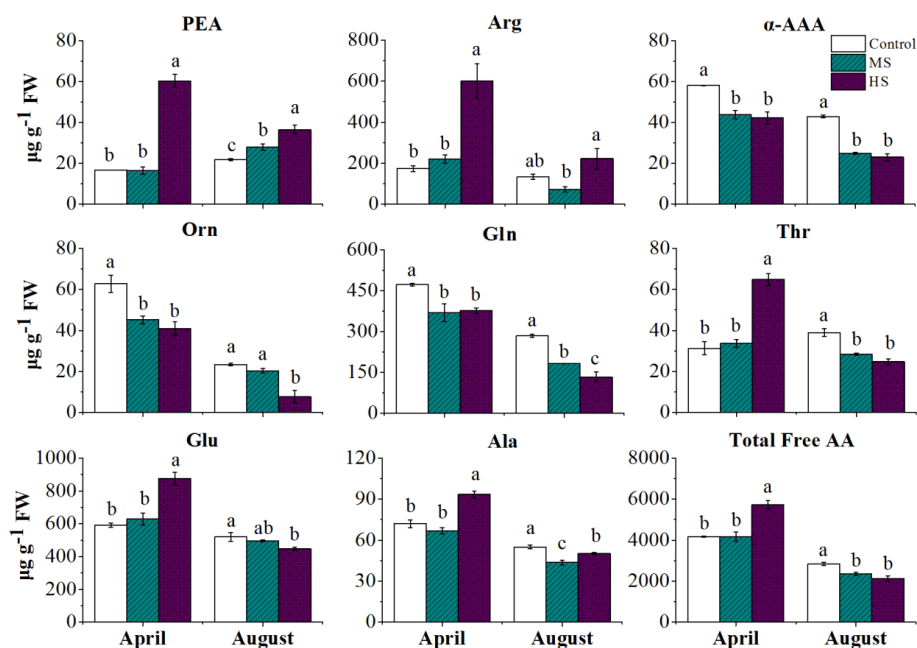 PEA Arg α-AAA
Control
MS
HS
µg g⁻¹ FW
80
60
40
20
0
b b a c b a
800
600
400
200
0
b b a ab b a
80
60
40
20
0
a b b a b b
Orn Gln Thr
µg g⁻¹ FW
80
60
40
20
0
a b b a a b
600
450
300
150
0
a b b a b c
80
60
40
20
0
b b a a b b
Glu Ala Total Free AA
µg g⁻¹ FW
1000
800
600
400
200
0
b b a a ab b
120
90
60
30
0
b b a a c b
6000
4000
2000
0
8000
b b a a b b
April August April August April August